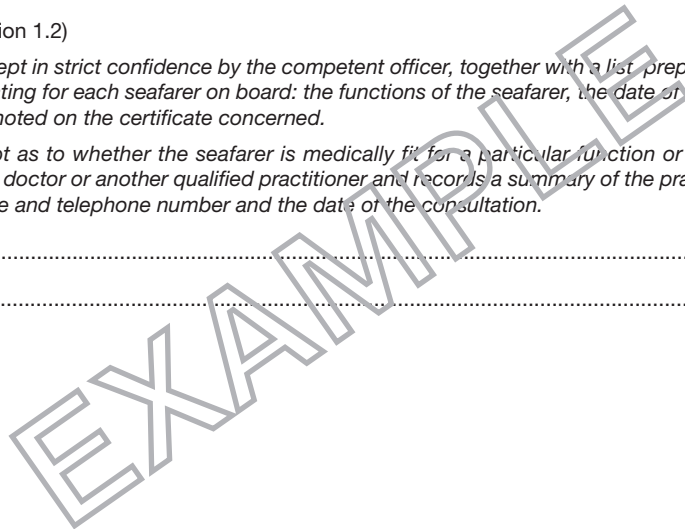 ion 1.2)
ept in strict confidence by the competent officer, together with a list, prep
ting for each seafarer on board: the functions of the seafarer, the date of
noted on the certificate concerned.
ot as to whether the seafarer is medically fit for a particular function or
doctor or another qualified practitioner and records a summary of the pra
e and telephone number and the date of the consultation.
EXAMPLE